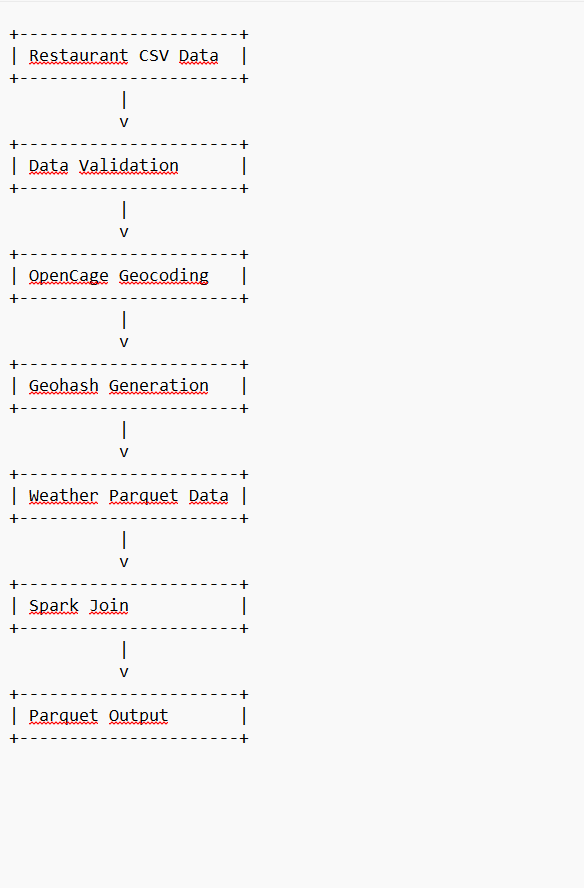 +----------------------+
| Restaurant CSV Data  |
+----------------------+
           |
           v
+----------------------+
| Data Validation      |
+----------------------+
           |
           v
+----------------------+
| OpenCage Geocoding   |
+----------------------+
           |
           v
+----------------------+
| Geohash Generation   |
+----------------------+
           |
           v
+----------------------+
| Weather Parquet Data |
+----------------------+
           |
           v
+----------------------+
| Spark Join           |
+----------------------+
           |
           v
+----------------------+
| Parquet Output       |
+----------------------+